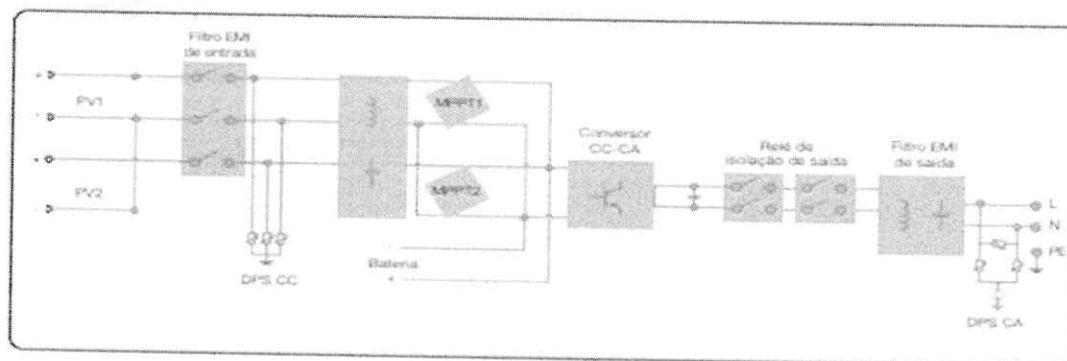 Filtro EMI
de entrada
PV1
PV2
DPS CC
MPPT1
MPPT2
Bateria
Conversor
CC-CA
Relé de
isolação de saída
Filtro EMI
de saída
L
N
PE
DPS CA